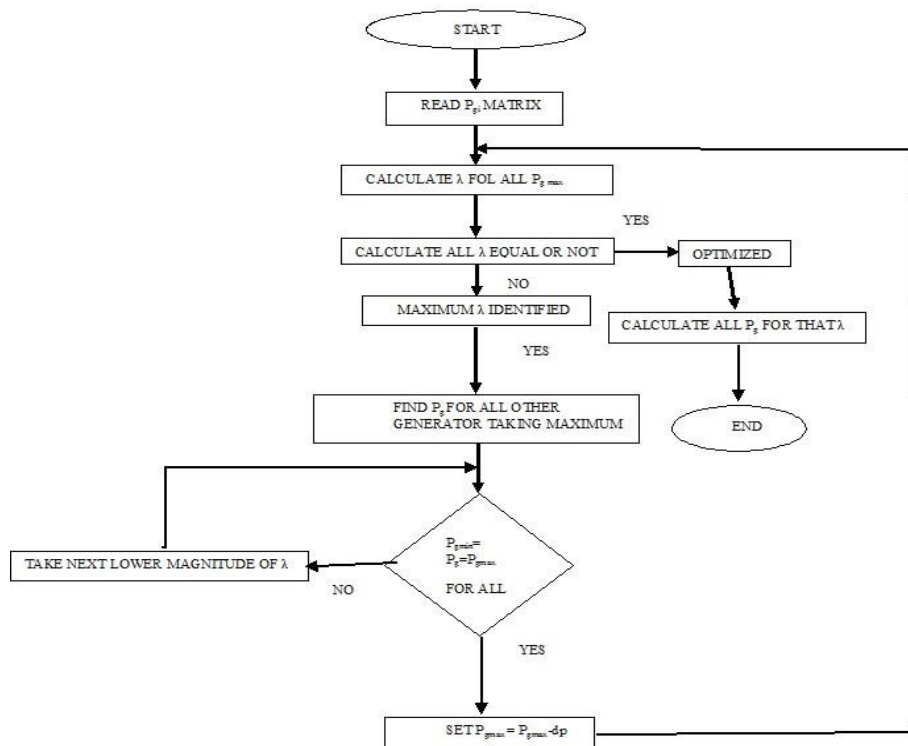 START
READ Pgi MATRIX
CALCULATE λ FOL ALL Pg max
YES
CALCULATE ALL λ EQUAL OR NOT
OPTIMIZED
NO
MAXIMUM λ IDENTIFIED
CALCULATE ALL Pg FOR THAT λ
YES
FIND Pg FOR ALL OTHER
GENERATOR TAKING MAXIMUM
END
Pgmin=
Pg=Pgmax
FOR ALL
TAKE NEXT LOWER MAGNITUDE OF λ
NO
YES
SET Pgmax = Pgmax-dp